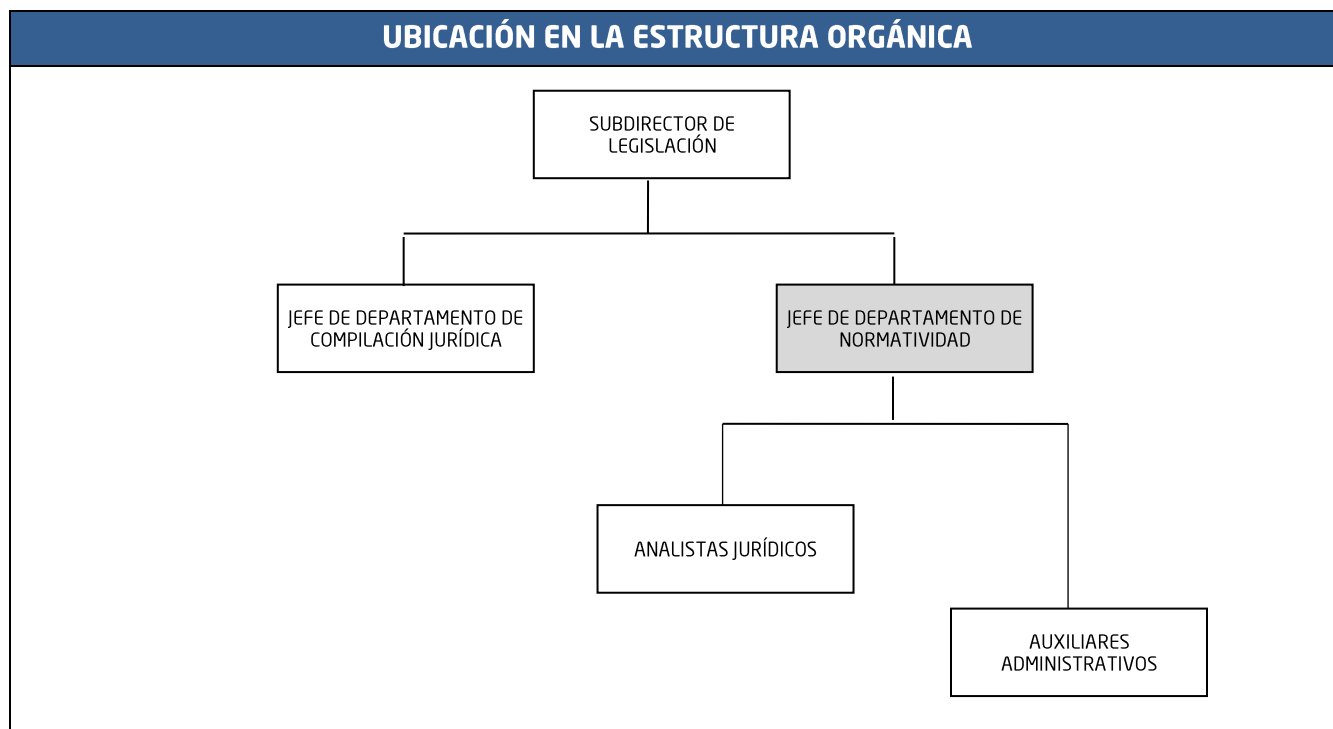 UBICACIÓN EN LA ESTRUCTURA ORGÁNICA
SUBDIRECTOR DE
LEGISLACIÓN
JEFE DE DEPARTAMENTO DE
COMPILACIÓN JURÍDICA
JEFE DE DEPARTAMENTO DE
NORMATIVIDAD
ANALISTAS JURÍDICOS
AUXILIARES
ADMINISTRATIVOS